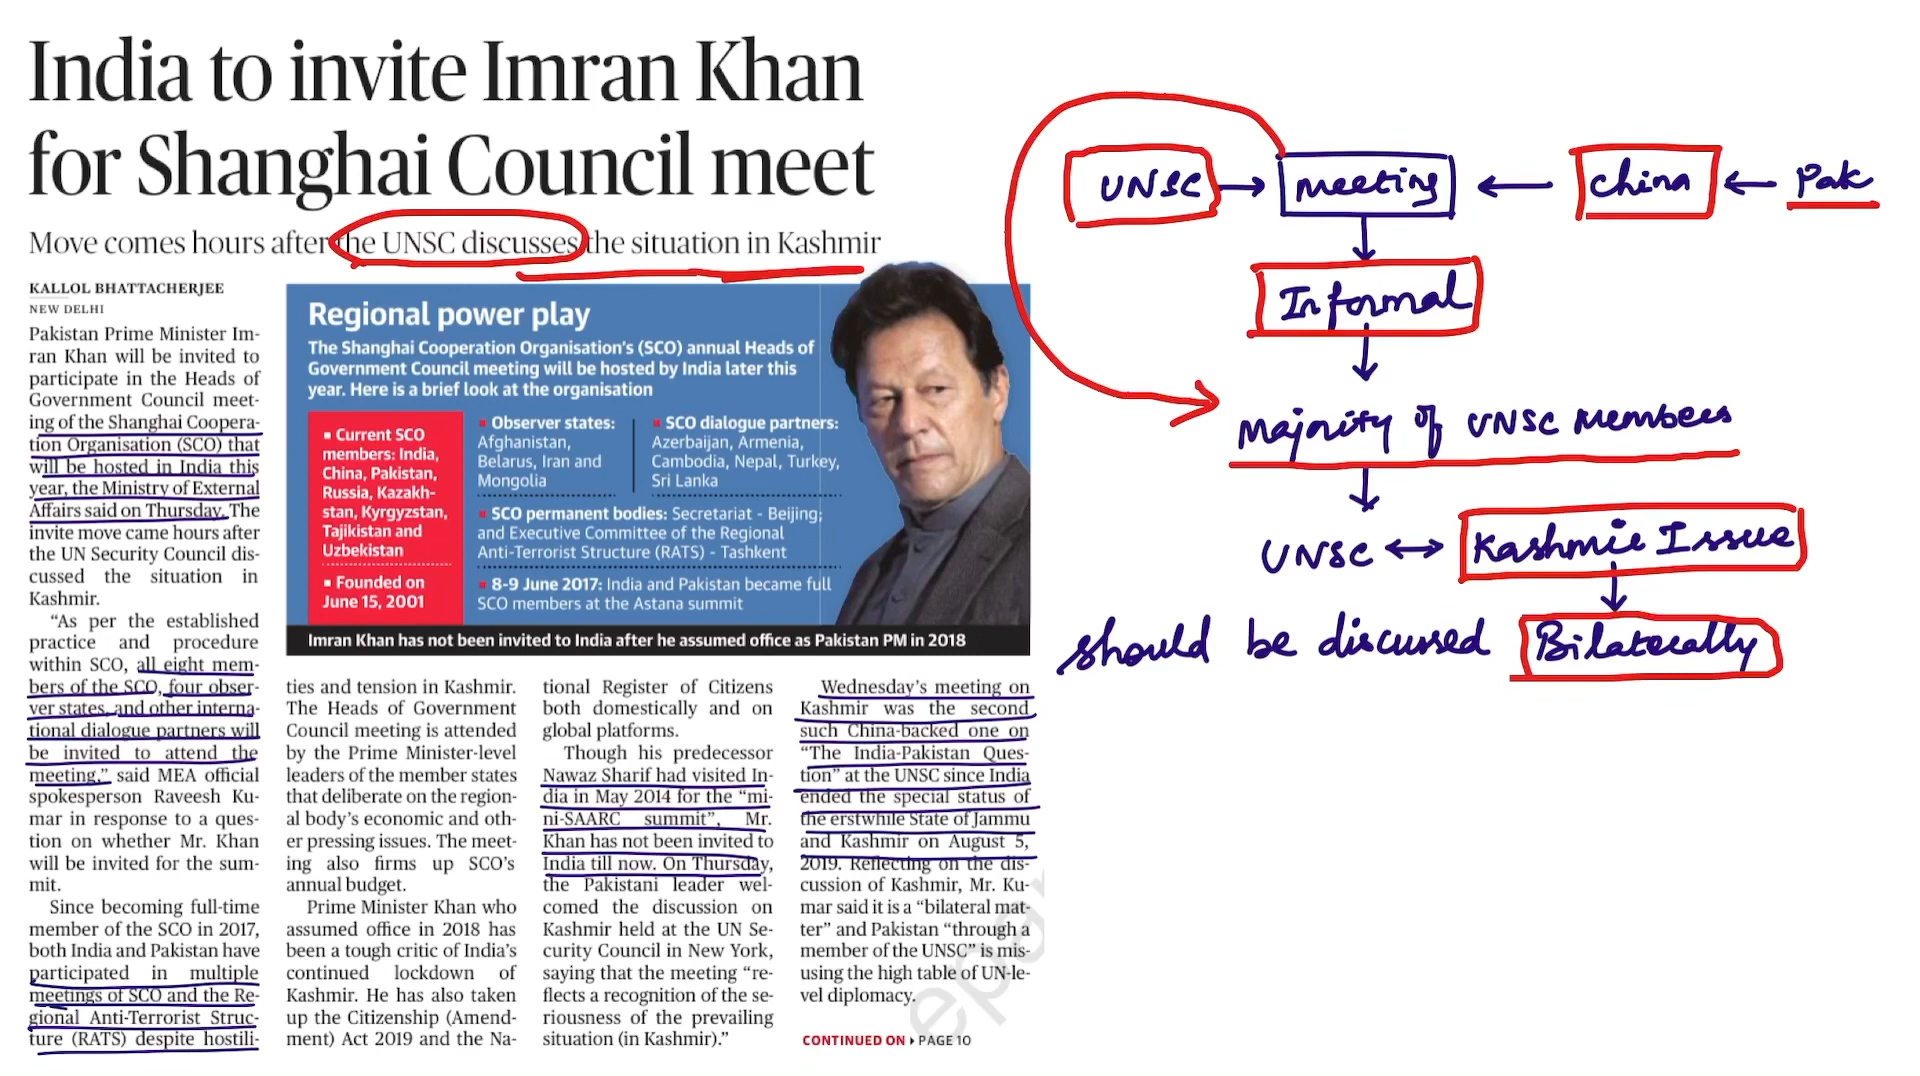 India to invite Imran Khan
for Shanghai Council meet
Move comes hours after the UNSC discusses the situation in Kashmir
KALLOL BHATTACHERJEE
NEW DELHI
Pakistan Prime Minister Im-
ran Khan will be invited to
participate in the Heads of
Government Council meet-
ing of the Shanghai Coopera-
tion Organisation (SCO) that
will be hosted in India this
year, the Ministry of External
Affairs said on Thursday. The
invite move came hours after
the UN Security Council dis-
cussed the situation in
Kashmir.
“As per the established
practice and procedure
within SCO, all eight mem-
bers of the SCO, four obser-
ver states, and other interna-
tional dialogue partners will
be invited to attend the
meeting,” said MEA official
spokesperson Raveesh Ku-
mar in response to a ques-
tion on whether Mr. Khan
will be invited for the sum-
mit.
Since becoming full-time
member of the SCO in 2017,
both India and Pakistan have
participated in multiple
meetings of SCO and the Re-
gional Anti-Terrorist Struc-
ture (RATS) despite hostili-
Regional power play
The Shanghai Cooperation Organisation’s (SCO) annual Heads of
Government Council meeting will be hosted by India later this
year. Here is a brief look at the organisation
▪ Current SCO
members: India,
China, Pakistan,
Russia, Kazakh-
stan, Kyrgyzstan,
Tajikistan and
Uzbekistan
▪ Founded on
June 15, 2001
▪ Observer states:
Afghanistan,
Belarus, Iran and
Mongolia
▪ SCO dialogue partners:
Azerbaijan, Armenia,
Cambodia, Nepal, Turkey,
Sri Lanka
▪ SCO permanent bodies: Secretariat - Beijing;
and Executive Committee of the Regional
Anti-Terrorist Structure (RATS) - Tashkent
▪ 8-9 June 2017: India and Pakistan became full
SCO members at the Astana summit
Imran Khan has not been invited to India after he assumed office as Pakistan PM in 2018
ties and tension in Kashmir.
The Heads of Government
Council meeting is attended
by the Prime Minister-level
leaders of the member states
that deliberate on the region-
al body’s economic and oth-
er pressing issues. The meet-
ing also firms up SCO’s
annual budget.
Prime Minister Khan who
assumed office in 2018 has
been a tough critic of India’s
continued lockdown of
Kashmir. He has also taken
up the Citizenship (Amend-
ment) Act 2019 and the Na-
tional Register of Citizens
both domestically and on
global platforms.
Though his predecessor
Nawaz Sharif had visited In-
dia in May 2014 for the “mi-
ni-SAARC summit”, Mr.
Khan has not been invited to
India till now. On Thursday,
the Pakistani leader wel-
comed the discussion on
Kashmir held at the UN Se-
curity Council in New York,
saying that the meeting “re-
flects a recognition of the se-
riousness of the prevailing
situation (in Kashmir).”
Wednesday’s meeting on
Kashmir was the second
such China-backed one on
“The India-Pakistan Ques-
tion” at the UNSC since India
ended the special status of
the erstwhile State of Jammu
and Kashmir on August 5,
2019. Reflecting on the dis-
cussion of Kashmir, Mr. Ku-
mar said it is a “bilateral mat-
ter” and Pakistan “through a
member of the UNSC” is mis-
using the high table of UN-le-
vel diplomacy.
CONTINUED ON ▸ PAGE 10
UNSC → meeting ← China ← Pak
Informal
Majority of UNSC Members
UNSC ↔ Kashmir Issue
should be discussed Bilaterally